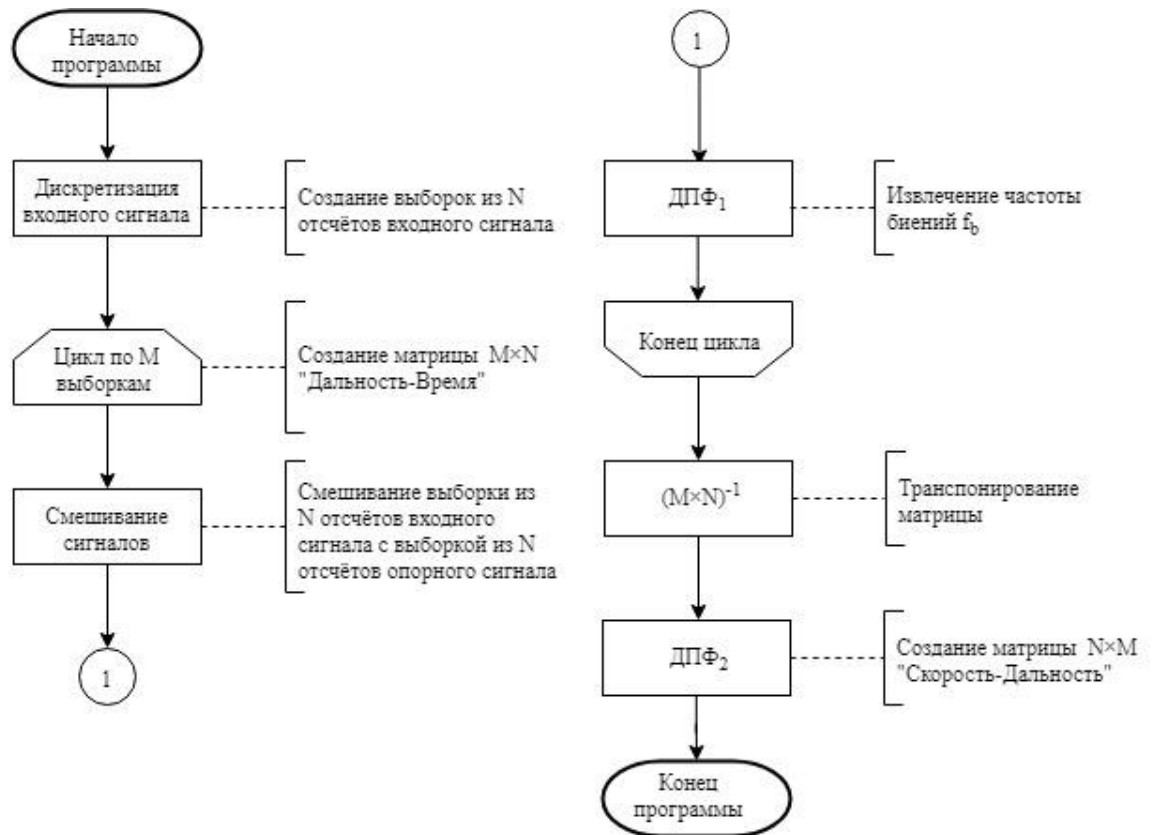 Начало
программы
Дискретизация
входного сигнала
Создание выборок из N
отсчётов входного сигнала
Цикл по M
выборкам
Создание матрицы M×N
"Дальность-Время"
Смешивание
сигналов
Смешивание выборки из
N отсчётов входного
сигнала с выборкой из N
отсчётов опорного сигнала
1
1
ДПФ₁
Извлечение частоты
биений f_b
Конец цикла
(M×N)⁻¹
Транспонирование
матрицы
ДПФ₂
Создание матрицы N×M
"Скорость-Дальность"
Конец
программы